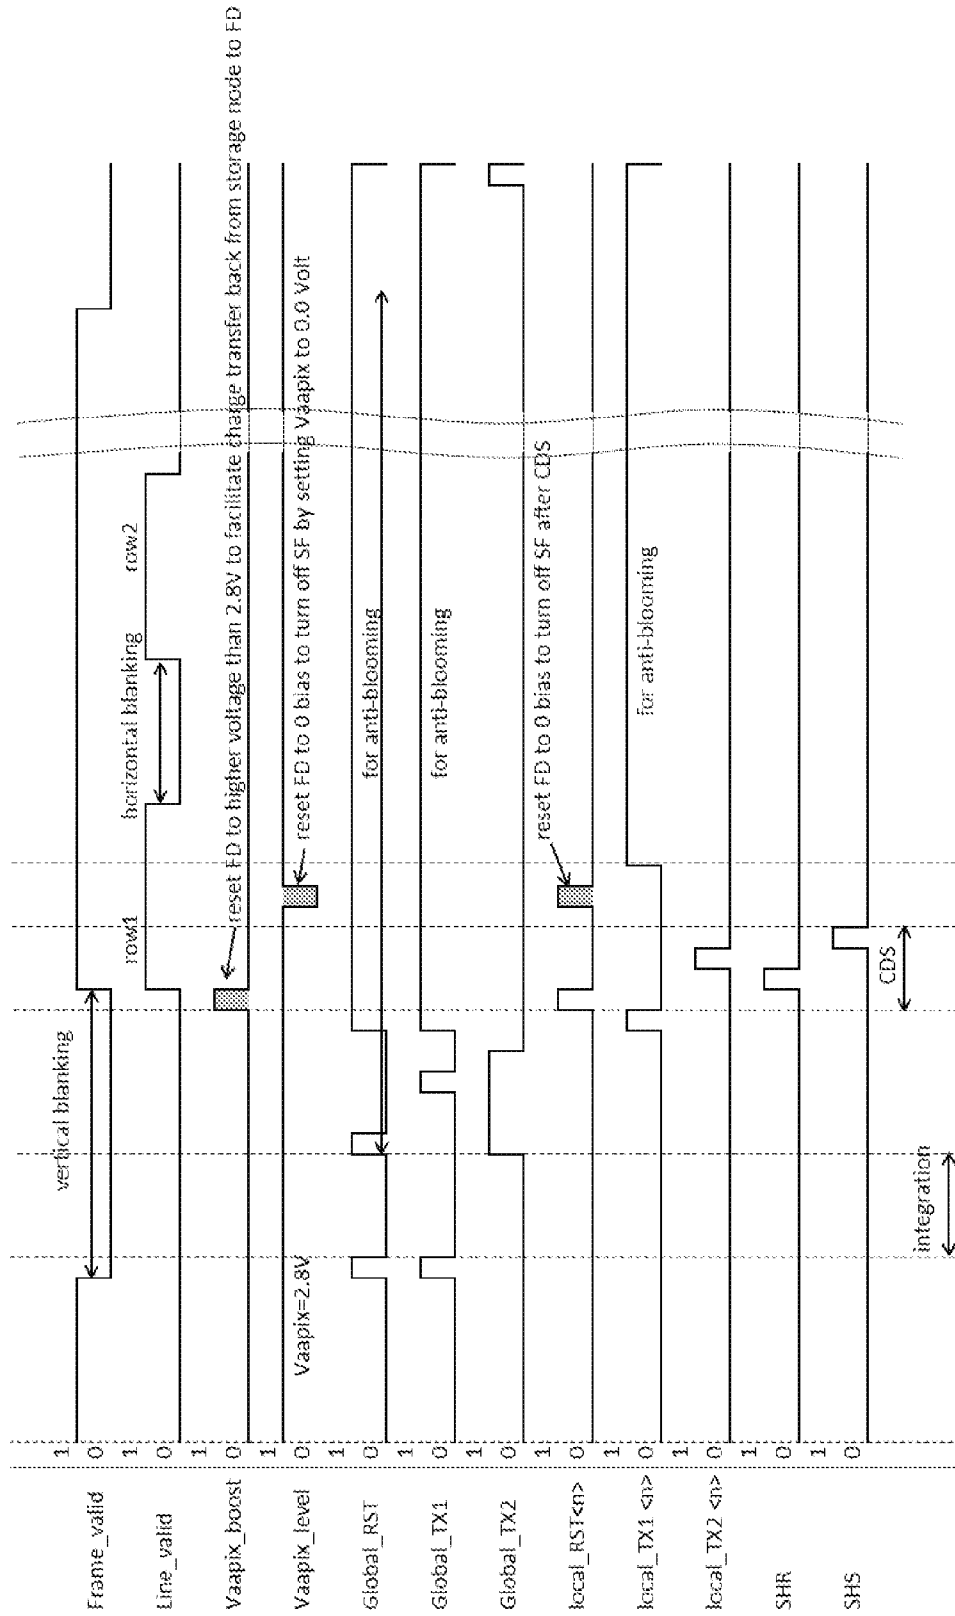 Frame_valid 1 0
vertical blanking
Line_valid 1 0
row1
horizontal blanking
row2
Vaapix_boost 1 0
reset FD to higher voltage than 2.8V to facilitate charge transfer back from storage node to FD
Vaapix_level 1 0
Vaapix=2.8V
reset FD to 0 bias to turn off SF by setting Vaapix to 0.0 Volt
Global_RST 1 0
for anti-blooming
Global_TX1 1 0
for anti-blooming
Global_TX2 1 0
local_RST<n> 1 0
reset FD to 0 bias to turn off SF after CDS
local_TX1 <n> 1 0
for anti-blooming
local_TX2 <n> 1 0
SHR 1 0
SHS 1 0
CDS
integration